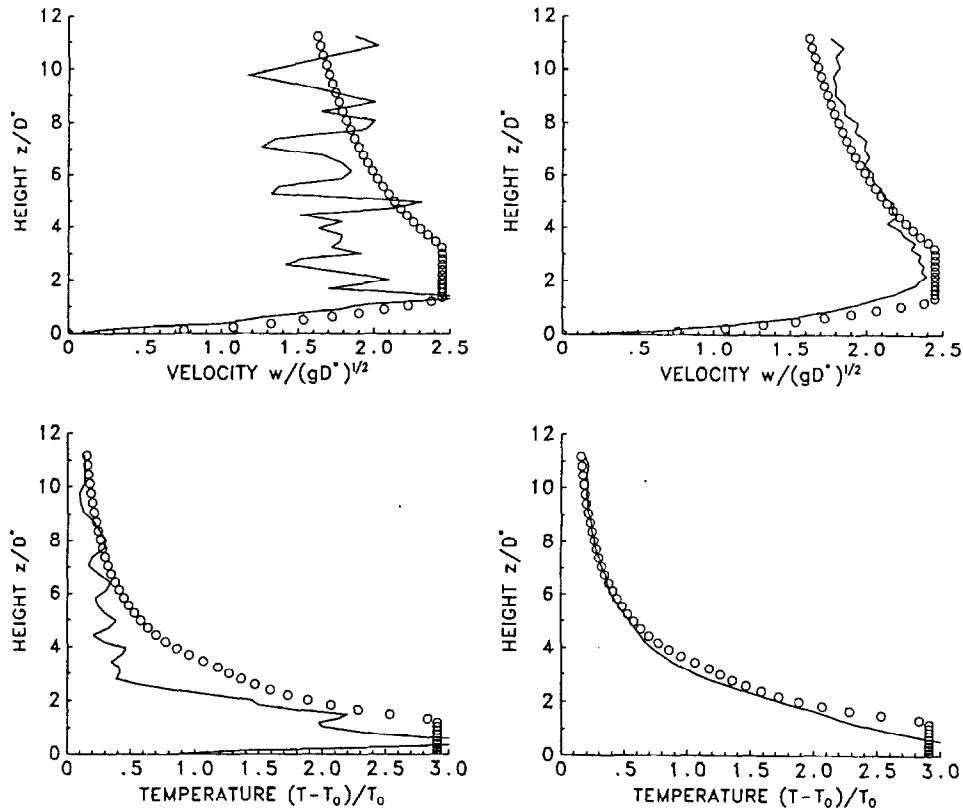 12
10
8
6
4
2
0
HEIGHT z/D*
0 .5 1.0 1.5 2.0 2.5
VELOCITY w/(gD*)^1/2
12
10
8
6
4
2
0
HEIGHT z/D*
0 .5 1.0 1.5 2.0 2.5
VELOCITY w/(gD*)^1/2
12
10
8
6
4
2
0
HEIGHT z/D*
0 .5 1.0 1.5 2.0 2.5 3.0
TEMPERATURE (T-T₀)/T₀
12
10
8
6
4
2
0
HEIGHT z/D*
0 .5 1.0 1.5 2.0 2.5 3.0
TEMPERATURE (T-T₀)/T₀